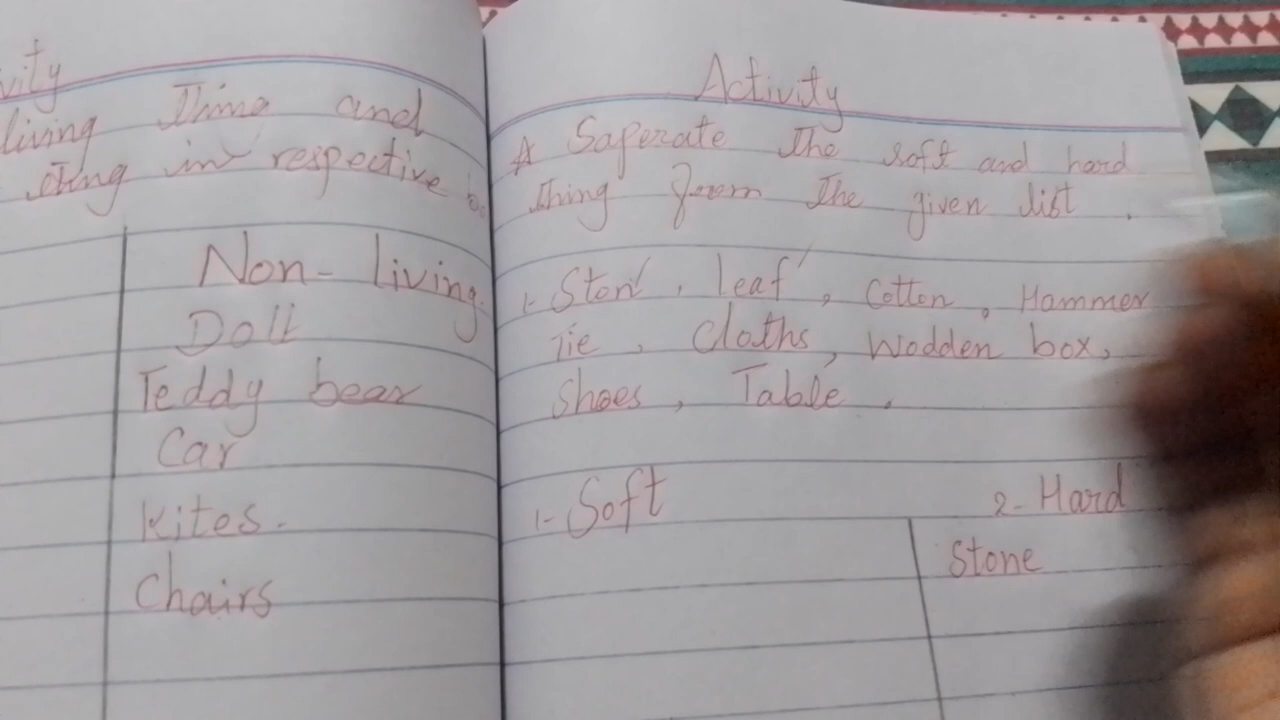 vity
living Thing and
thing in respective
Non-living.
Doll
Teddy bear
Car
Kites.
Chairs
Activity
Saperate The soft and hard
Thing from The given list .
1- Ston , leaf , Cotton , Hammer
Tie , Cloths , Wodden box,
Shoes , Table .
1- Soft 2- Hard
Stone